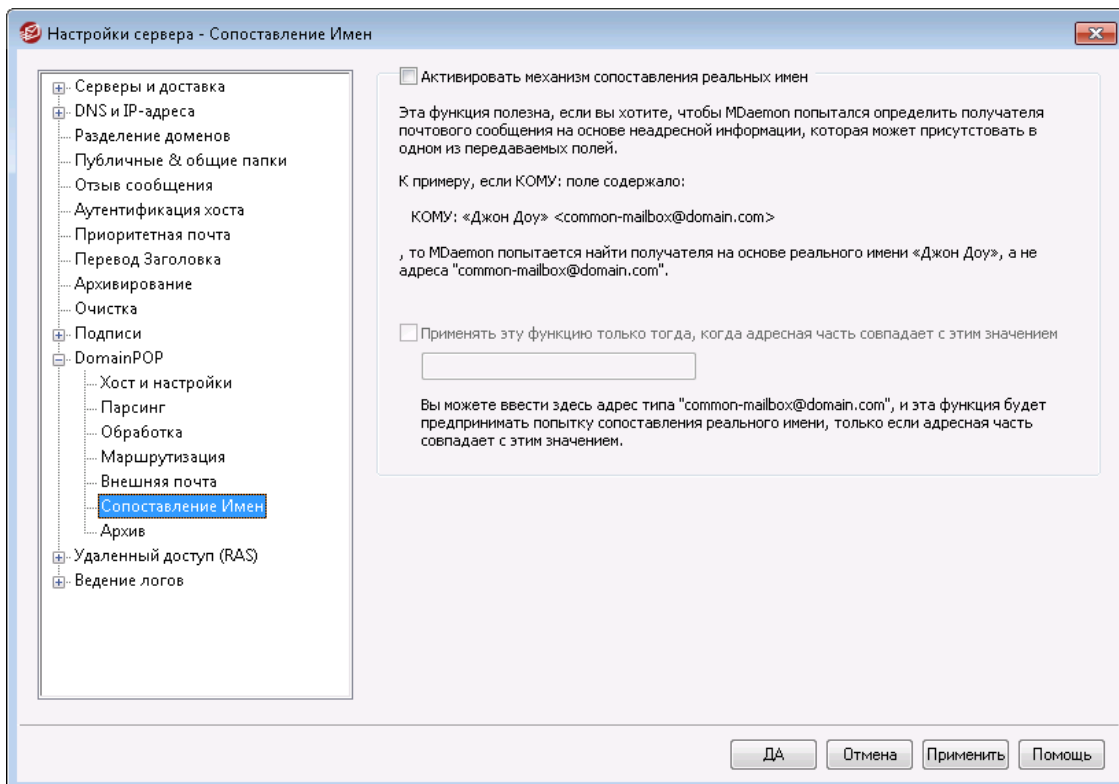 Настройки сервера - Сопоставление Имен
Серверы и доставка
DNS и IP-адреса
Разделение доменов
Публичные & общие папки
Отзыв сообщения
Аутентификация хоста
Приоритетная почта
Перевод Заголовка
Архивирование
Очистка
Подписи
DomainPOP
Хост и настройки
Парсинг
Обработка
Маршрутизация
Внешняя почта
Сопоставление Имен
Архив
Удаленный доступ (RAS)
Ведение логов
Активировать механизм сопоставления реальных имен
Эта функция полезна, если вы хотите, чтобы MDaemon попытался определить получателя
почтового сообщения на основе неадресной информации, которая может присутстовать в
одном из передаваемых полей.
К примеру, если КОМУ: поле содержало:
КОМУ: «Джон Доу» <common-mailbox@domain.com>
, то MDaemon попытается найти получателя на основе реального имени «Джон Доу», а не
адреса "common-mailbox@domain.com".
Применять эту функцию только тогда, когда адресная часть совпадает с этим значением
Вы можете ввести здесь адрес типа "common-mailbox@domain.com", и эта функция будет
предпринимать попытку сопоставления реального имени, только если адресная часть
совпадает с этим значением.
ДА
Отмена
Применить
Помощь